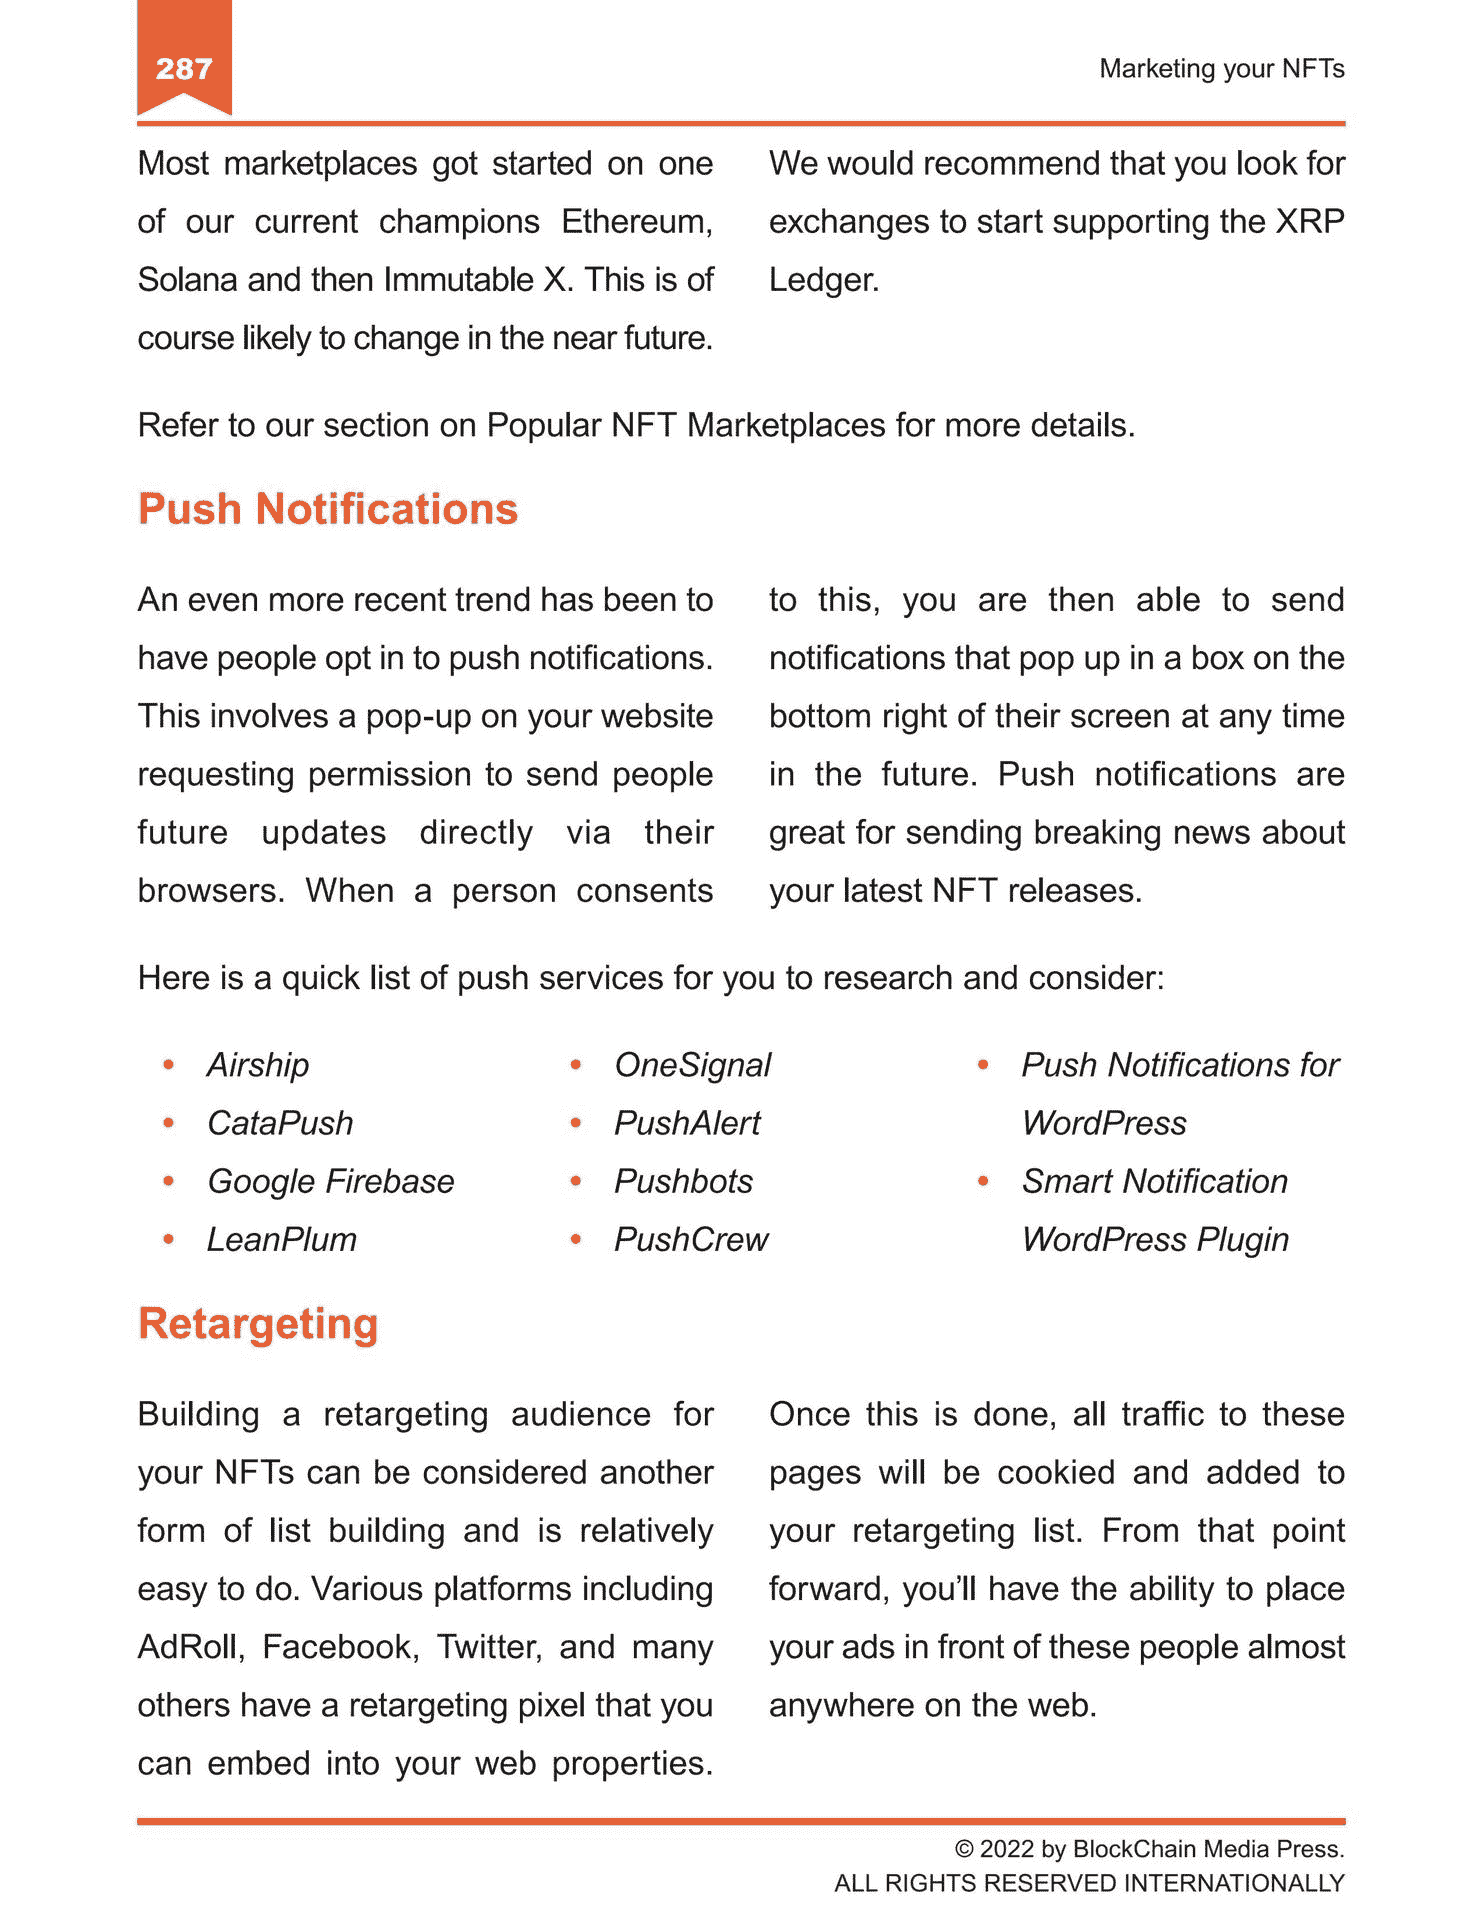 287
Marketing your NFTs
Most marketplaces got started on one
of our current champions Ethereum,
Solana and then Immutable X. This is of
course likely to change in the near future.
We would recommend that you look for
exchanges to start supporting the XRP
Ledger.
Refer to our section on Popular NFT Marketplaces for more details.
Push Notifications
An even more recent trend has been to
have people opt in to push notifications.
This involves a pop-up on your website
requesting permission to send people
future updates directly via their
browsers. When a person consents
to this, you are then able to send
notifications that pop up in a box on the
bottom right of their screen at any time
in the future. Push notifications are
great for sending breaking news about
your latest NFT releases.
Here is a quick list of push services for you to research and consider:
• Airship
• CataPush
• Google Firebase
• LeanPlum
• OneSignal
• PushAlert
• Pushbots
• PushCrew
• Push Notifications for
WordPress
• Smart Notification
WordPress Plugin
Retargeting
Building a retargeting audience for
your NFTs can be considered another
form of list building and is relatively
easy to do. Various platforms including
AdRoll, Facebook, Twitter, and many
others have a retargeting pixel that you
can embed into your web properties.
Once this is done, all traffic to these
pages will be cookied and added to
your retargeting list. From that point
forward, you’ll have the ability to place
your ads in front of these people almost
anywhere on the web.
© 2022 by BlockChain Media Press.
ALL RIGHTS RESERVED INTERNATIONALLY